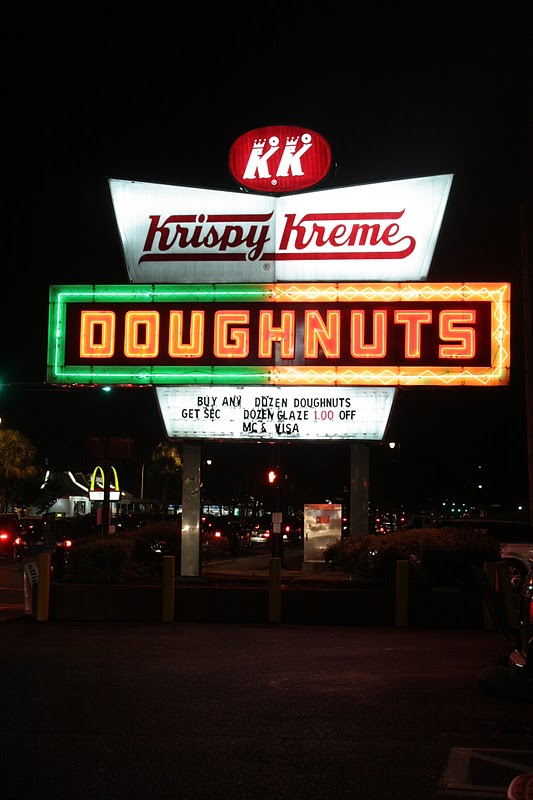 KK
®
Krispy Kreme
®
DOUGHNUTS
BUY ANY DOZEN DOUGHNUTS
GET SEC DOZEN GLAZE 1.00 OFF
MC & VISA